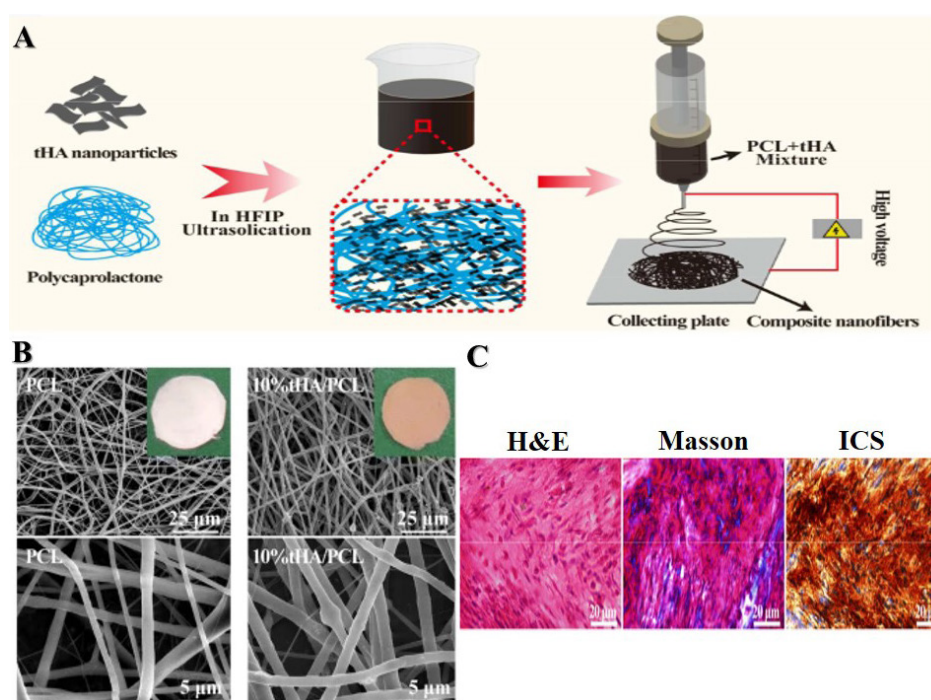 A
tHA nanoparticles
Polycaprolactone
In HFIP
Ultrasolication
PCL+tHA
Mixture
High voltage
Collecting plate
Composite nanofibers
B
PCL
25 μm
10%tHA/PCL
25 μm
PCL
5 μm
10%tHA/PCL
5 μm
C
H&E
Masson
ICS
20 μm
20 μm
20 μm